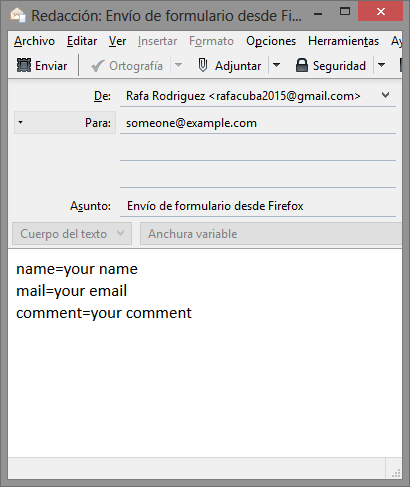 Redacción: Envío de formulario desde Fi...
Archivo Editar Ver Insertar Formato Opciones Herramientas
Enviar Ortografía Adjuntar Seguridad
De: Rafa Rodriguez <rafacuba2015@gmail.com>
Para: someone@example.com
Asunto: Envío de formulario desde Firefox
Cuerpo del texto Anchura variable
name=your name
mail=your email
comment=your comment